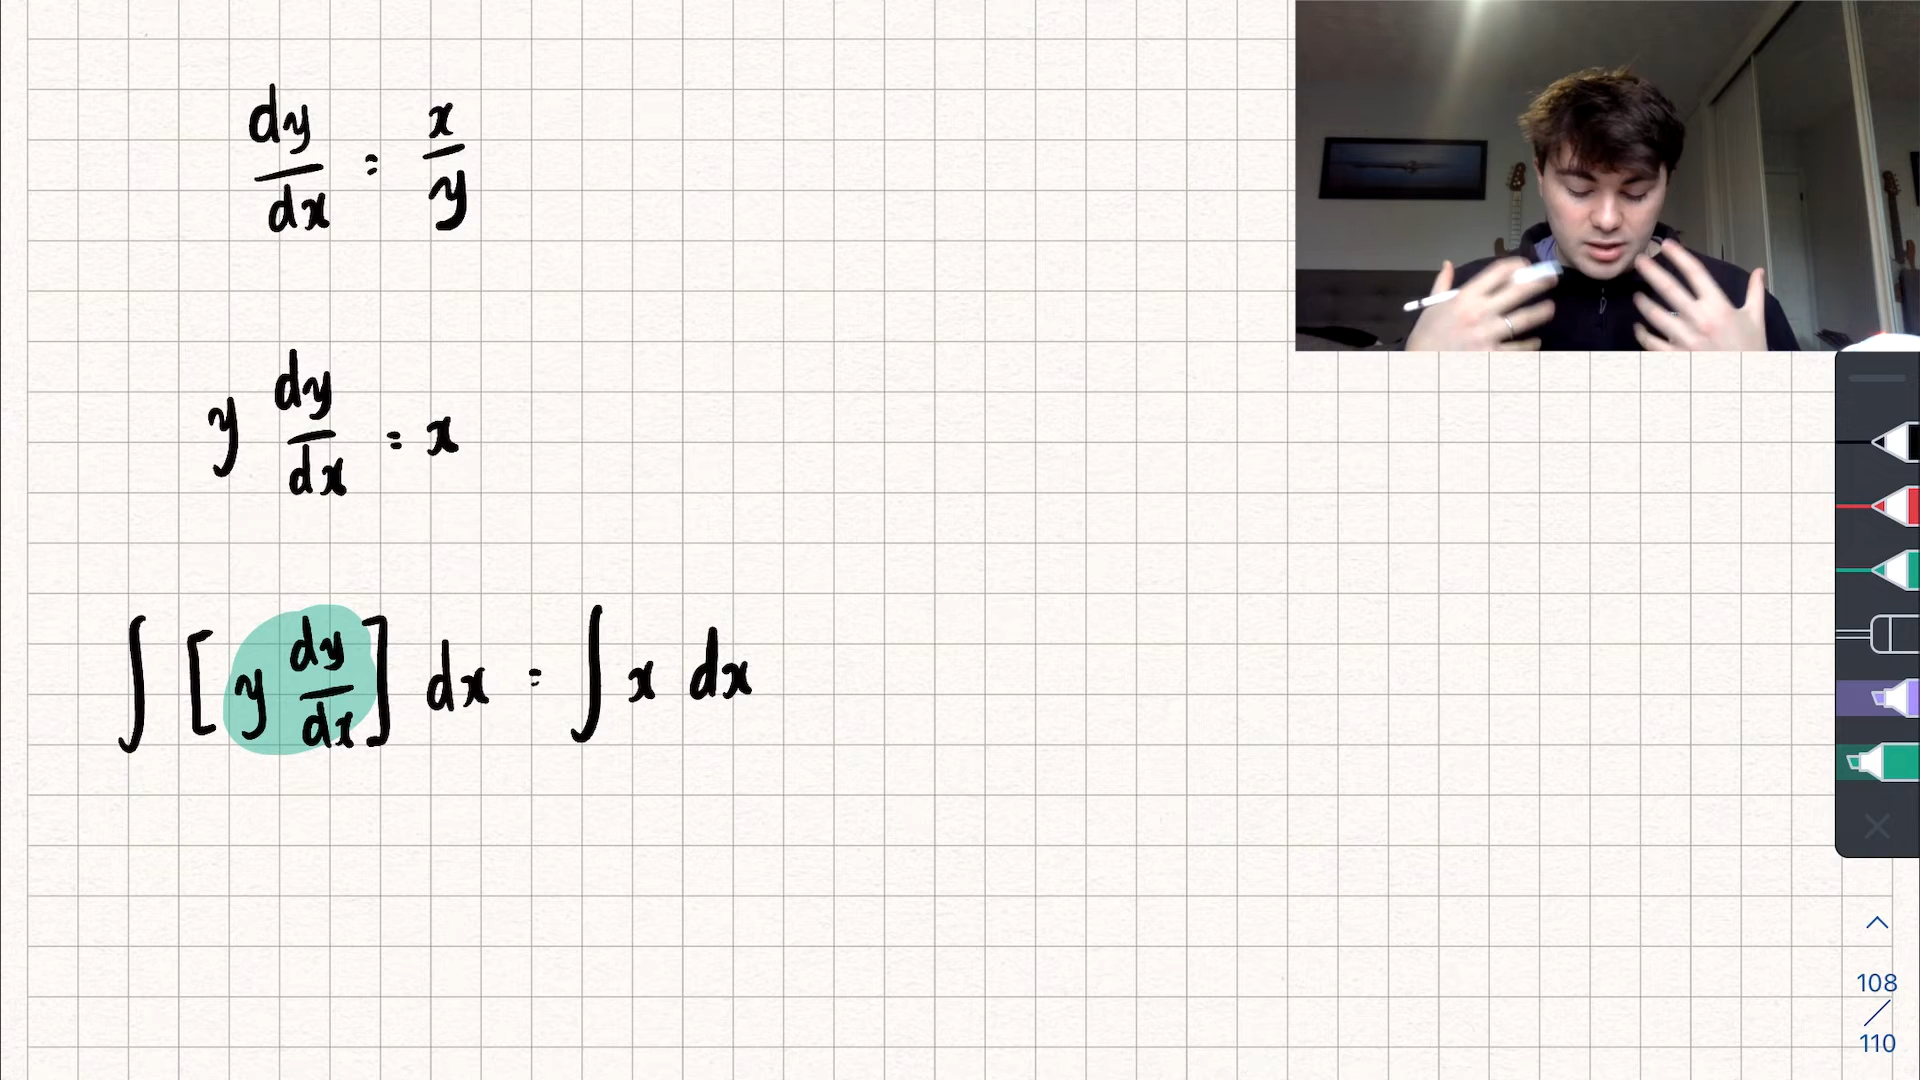 dy/dx = x/y
y dy/dx = x
∫ [y dy/dx] dx = ∫ x dx
108
/
110